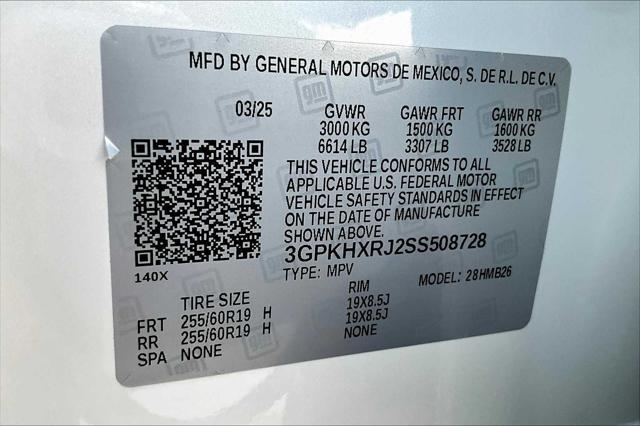 MFD BY GENERAL MOTORS DE MEXICO, S. DE R.L. DE C.V.
03/25 GVWR GAWR FRT GAWR RR
3000 KG 1500 KG 1600 KG
6614 LB 3307 LB 3528 LB
THIS VEHICLE CONFORMS TO ALL
APPLICABLE U.S. FEDERAL MOTOR
VEHICLE SAFETY STANDARDS IN EFFECT
ON THE DATE OF MANUFACTURE
SHOWN ABOVE.
3GPKHXRJ2SS508728
140X TYPE: MPV MODEL: 28HMB26
TIRE SIZE RIM
FRT 255/60R19 H 19X8.5J
RR 255/60R19 H 19X8.5J
SPA NONE NONE